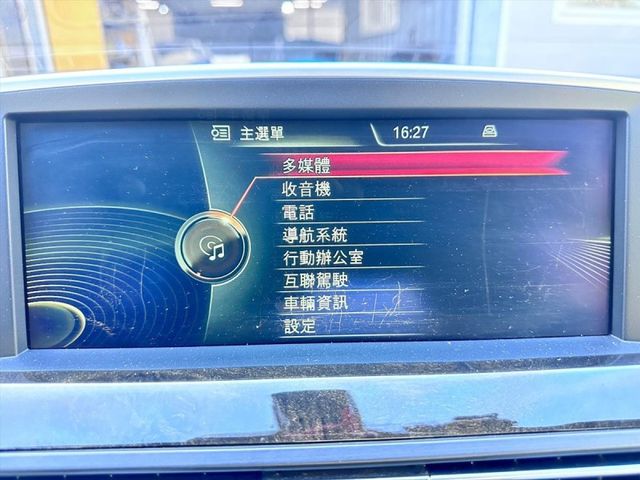 主選單 16:27
多媒體
收音機
電話
導航系統
行動辦公室
互聯駕駛
車輛資訊
設定